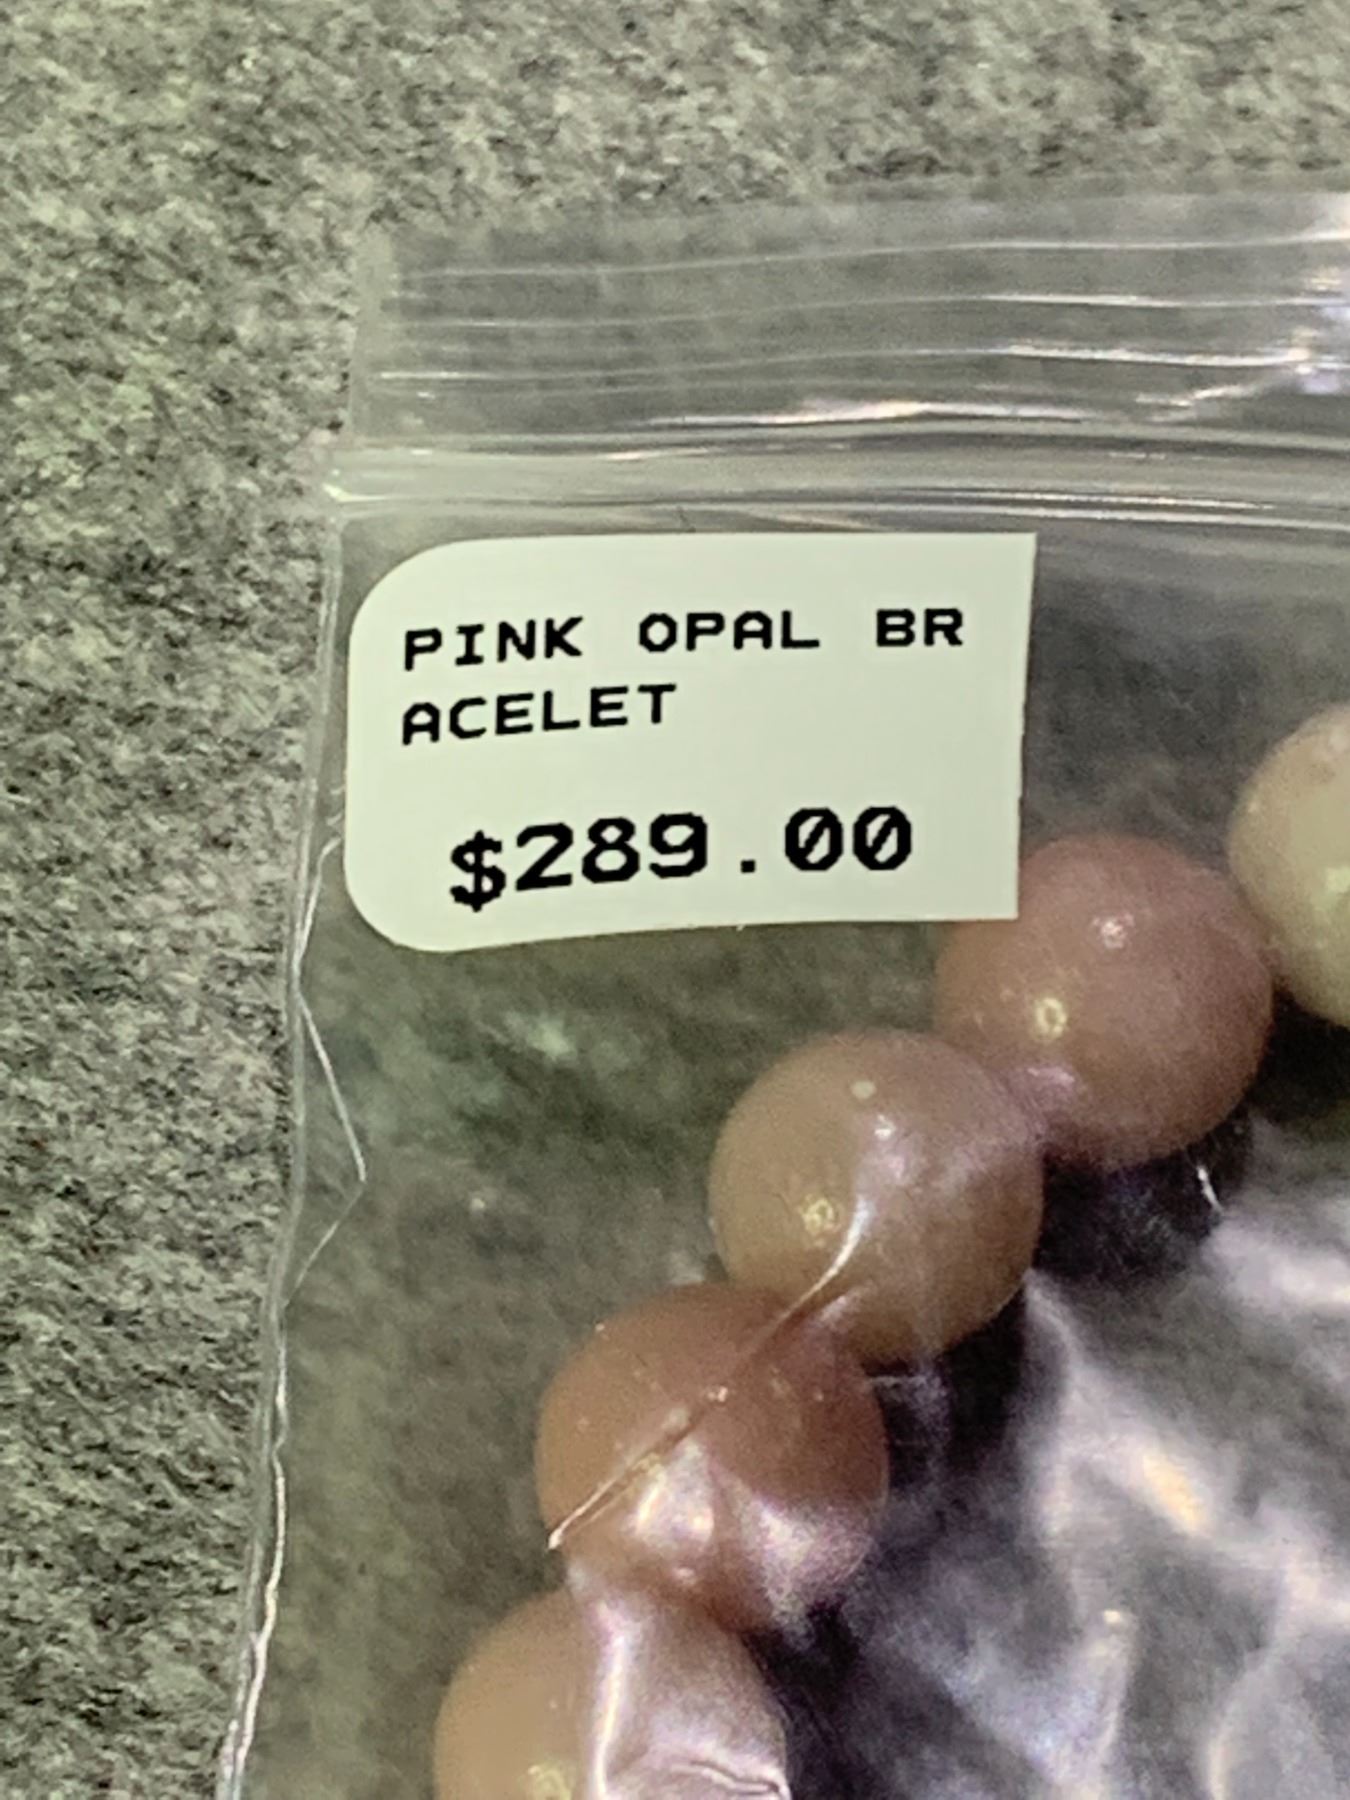 PINK OPAL BR
ACELET
$289.00